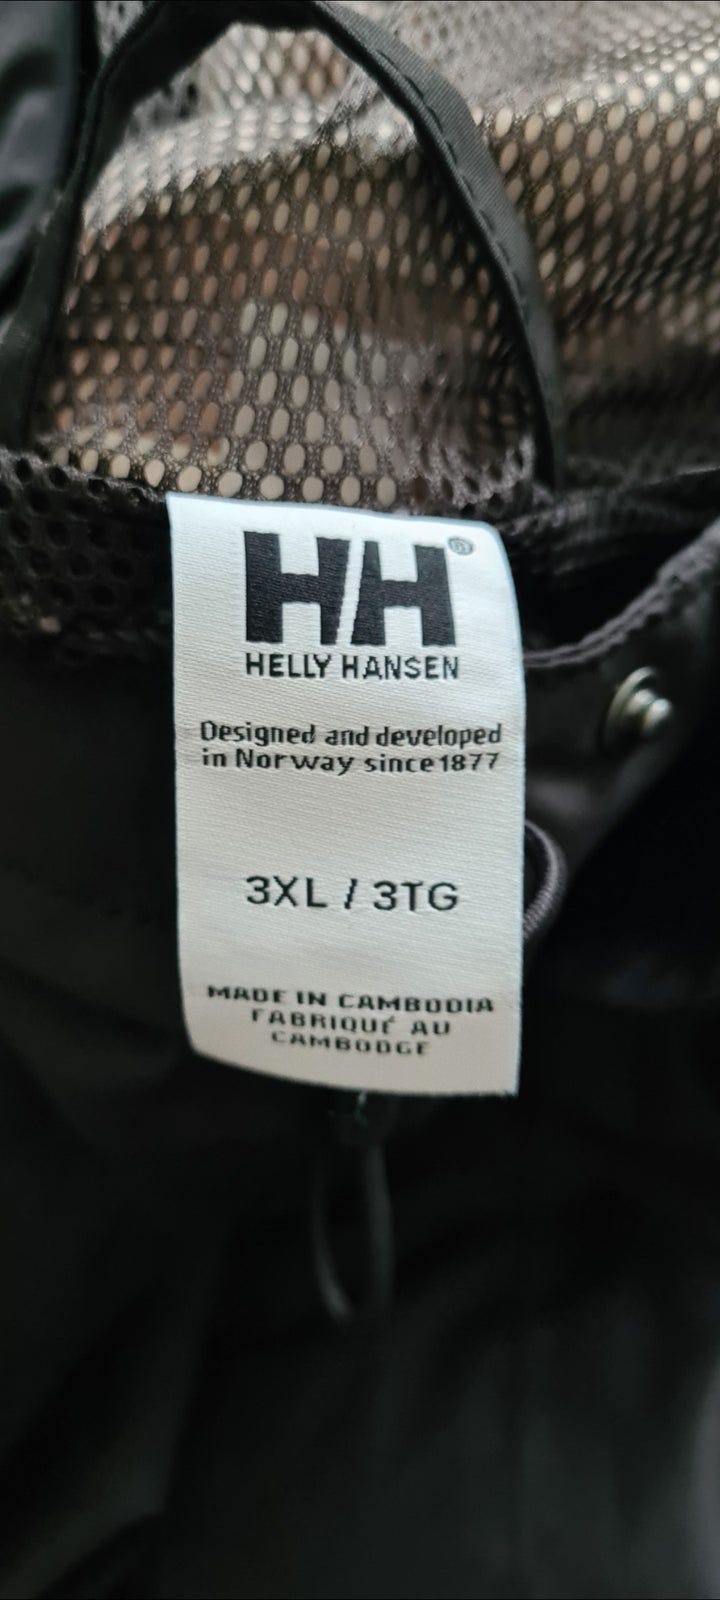 HH®
HELLY HANSEN
Designed and developed
in Norway since 1877
3XL / 3TG
MADE IN CAMBODIA
FABRIQUÉ AU
CAMBODGE